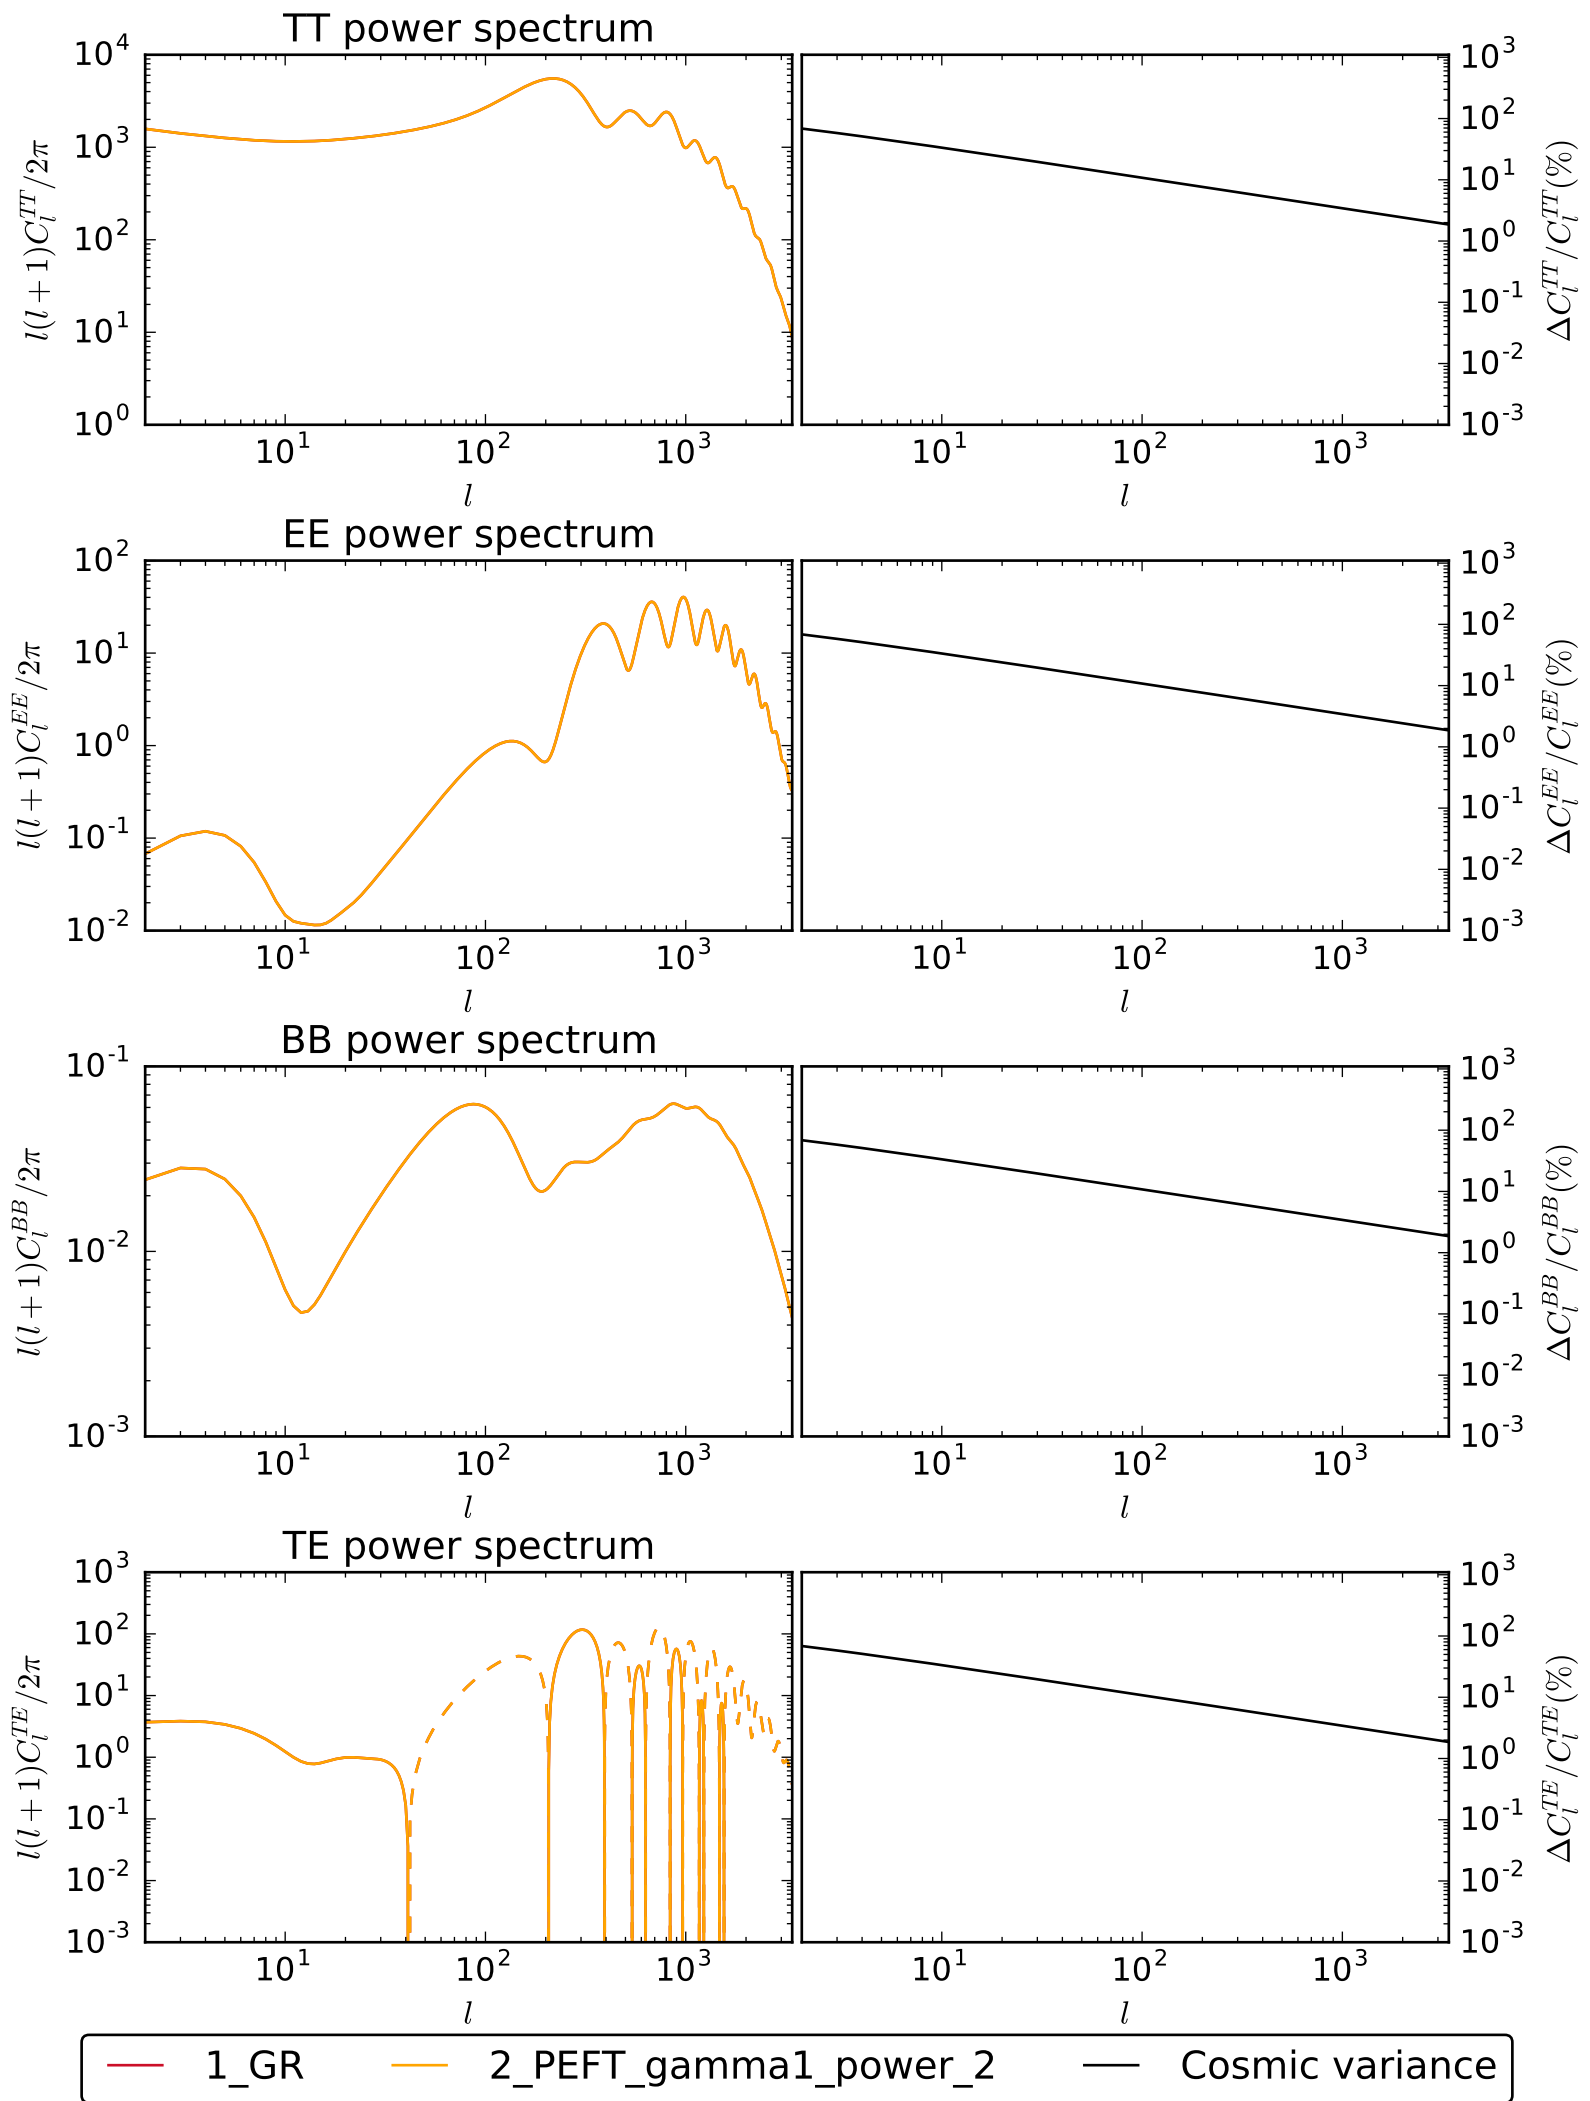 TT power spectrum
10^4
10^3
10^2
10^1
10^0
l(l+1)C_l^{TT}/2π
10^1 10^2 10^3
l
10^3
10^2
10^1
10^0
10^-1
10^-2
10^-3
ΔC_l^{TT}/C_l^{TT}(%)
10^1 10^2 10^3
l
EE power spectrum
10^2
10^1
10^0
10^-1
10^-2
l(l+1)C_l^{EE}/2π
10^1 10^2 10^3
l
10^3
10^2
10^1
10^0
10^-1
10^-2
10^-3
ΔC_l^{EE}/C_l^{EE}(%)
10^1 10^2 10^3
l
BB power spectrum
10^-1
10^-2
10^-3
l(l+1)C_l^{BB}/2π
10^1 10^2 10^3
l
10^3
10^2
10^1
10^0
10^-1
10^-2
10^-3
ΔC_l^{BB}/C_l^{BB}(%)
10^1 10^2 10^3
l
TE power spectrum
10^3
10^2
10^1
10^0
10^-1
10^-2
10^-3
l(l+1)C_l^{TE}/2π
10^1 10^2 10^3
l
10^3
10^2
10^1
10^0
10^-1
10^-2
10^-3
ΔC_l^{TE}/C_l^{TE}(%)
10^1 10^2 10^3
l
1_GR 2_PEFT_gamma1_power_2 Cosmic variance